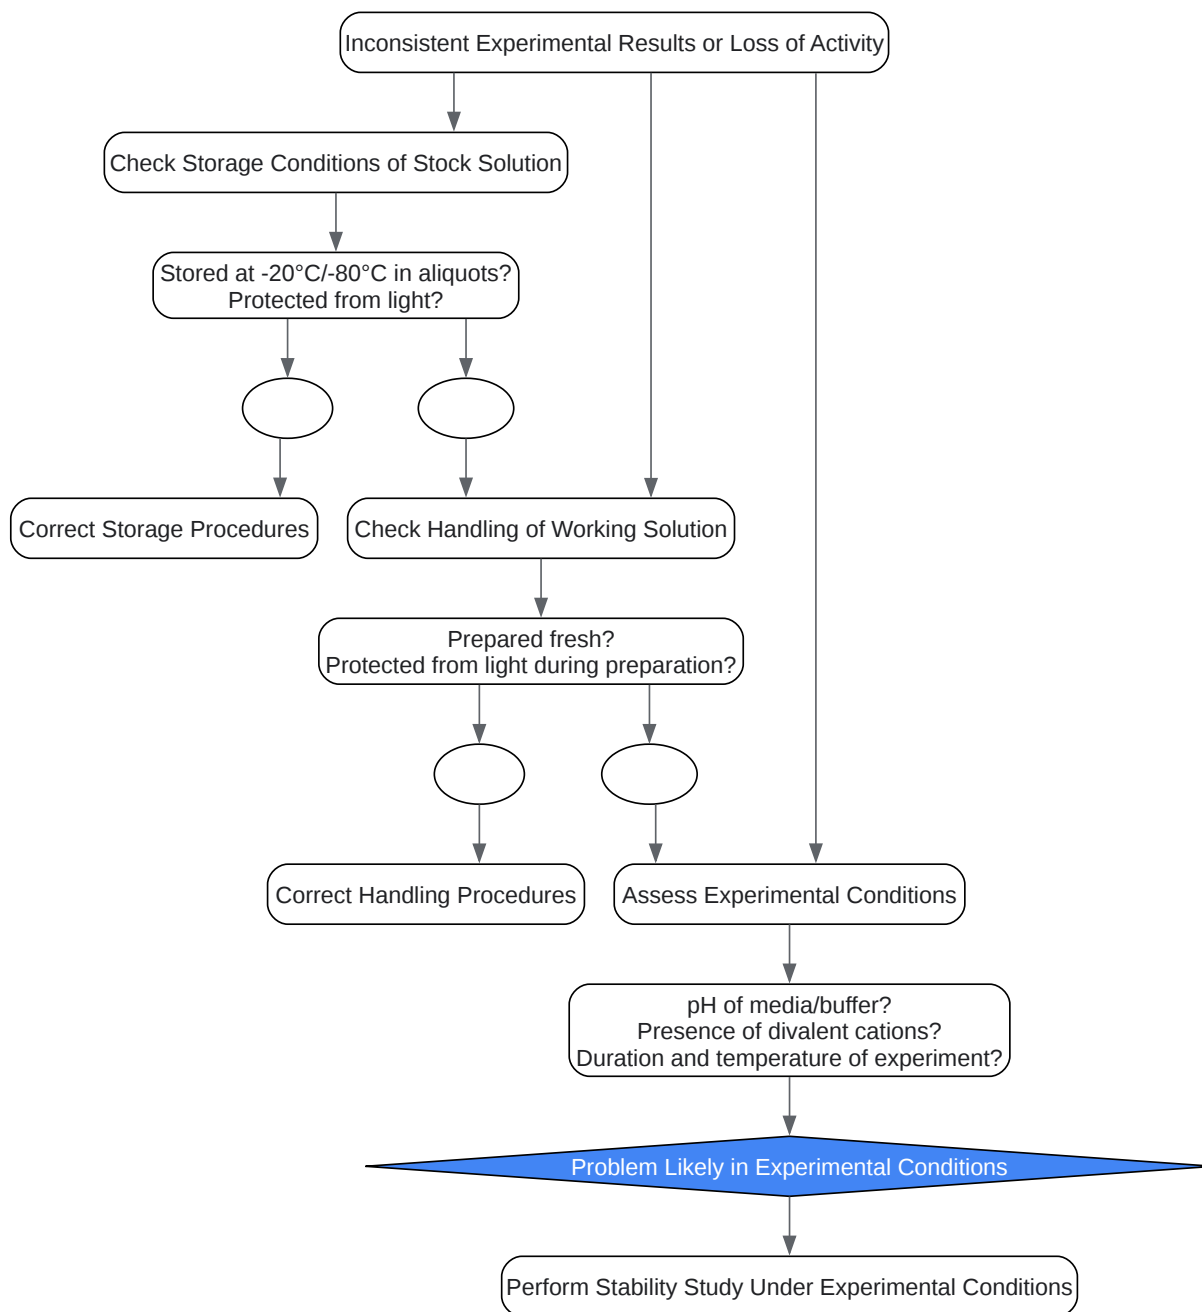 Inconsistent Experimental Results or Loss of Activity
Check Storage Conditions of Stock Solution
Stored at -20°C/-80°C in aliquots?
Protected from light?
Correct Storage Procedures
Check Handling of Working Solution
Prepared fresh?
Protected from light during preparation?
Correct Handling Procedures
Assess Experimental Conditions
pH of media/buffer?
Presence of divalent cations?
Duration and temperature of experiment?
Problem Likely in Experimental Conditions
Perform Stability Study Under Experimental Conditions